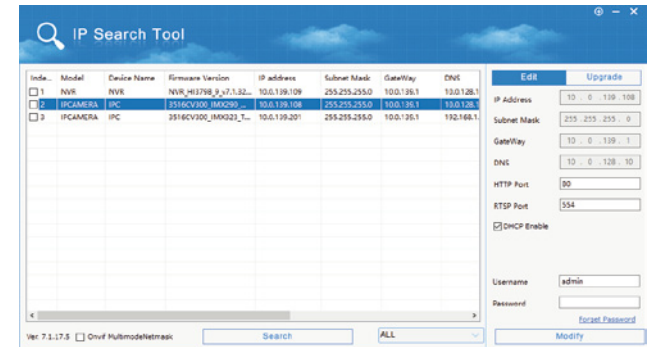 IP Search Tool
Inde... Model Device Name Firmware Version IP address Subnet Mask GateWay DNS
1 NVR NVR NVR_HI3798_9_v7.1.32... 10.0.139.109 255.255.255.0 10.0.139.1 10.0.128.1
2 IPCAMERA IPC 3516CV300_IMX290_... 10.0.139.108 255.255.255.0 10.0.139.1 10.0.128.1
3 IPCAMERA IPC 3516CV300_IMX323_T... 10.0.139.201 255.255.255.0 10.0.139.1 192.168.1.
Edit Upgrade
IP Address 10 . 0 . 139 . 108
Subnet Mask 255 . 255 . 255 . 0
GateWay 10 . 0 . 139 . 1
DNS 10 . 0 . 128 . 10
HTTP Port 80
RTSP Port 554
DHCP Enable
Username admin
Password
Forget Password
Ver. 7.1.17.5 Onvif MultimodeNetmask Search ALL Modify